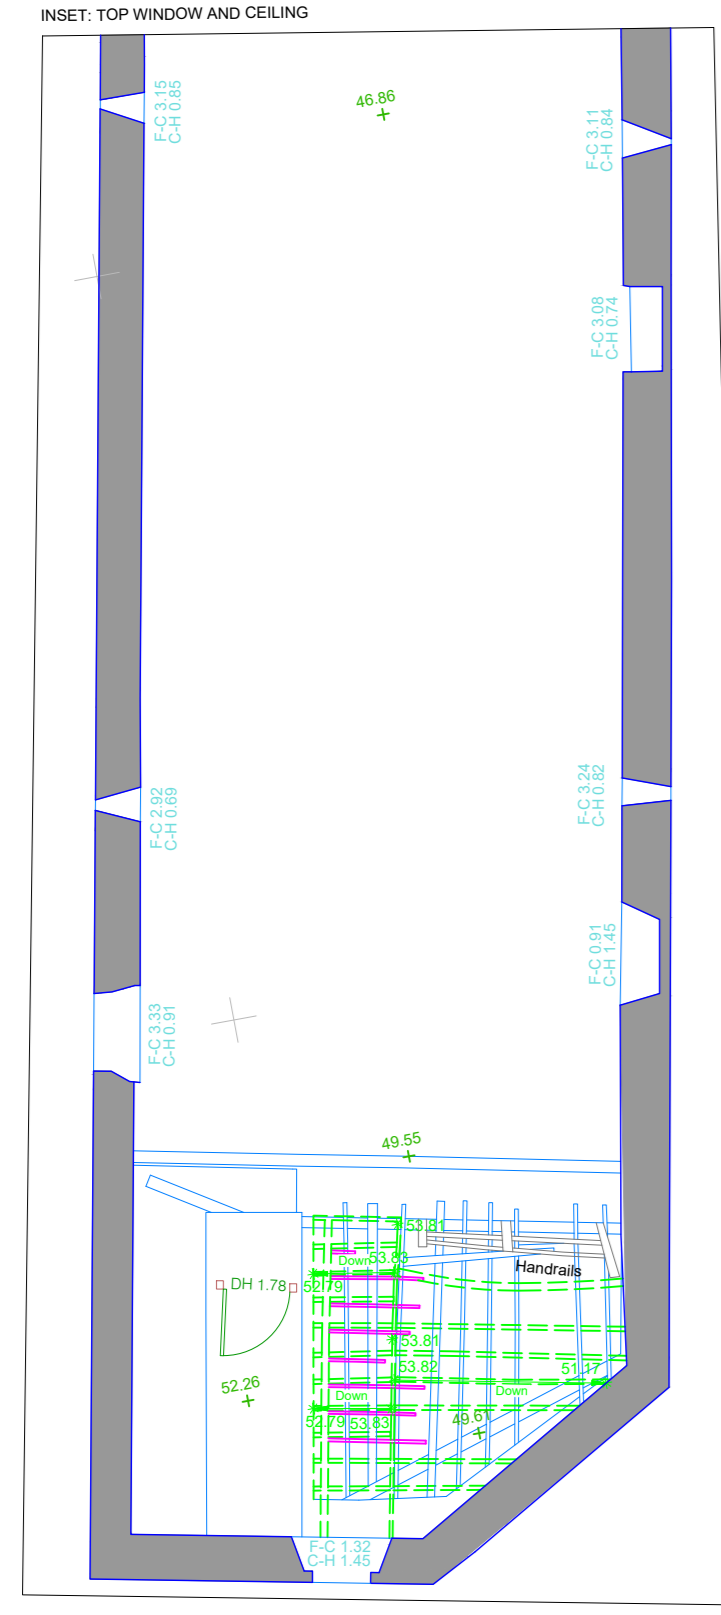 INSET: TOP WINDOW AND CEILING
F-C 3.15
C-H 0.85
46.86
F-C 3.11
C-H 0.84
F-C 3.08
C-H 0.74
F-C 2.92
C-H 0.69
F-C 3.24
C-H 0.82
F-C 0.91
C-H 1.45
F-C 3.33
C-H 0.91
49.55
53.81
Down
53.83
Handrails
DH 1.78
52.79
53.81
53.82
51.17
52.26
Down
Down
52.79
53.83
49.61
F-C 1.32
C-H 1.45